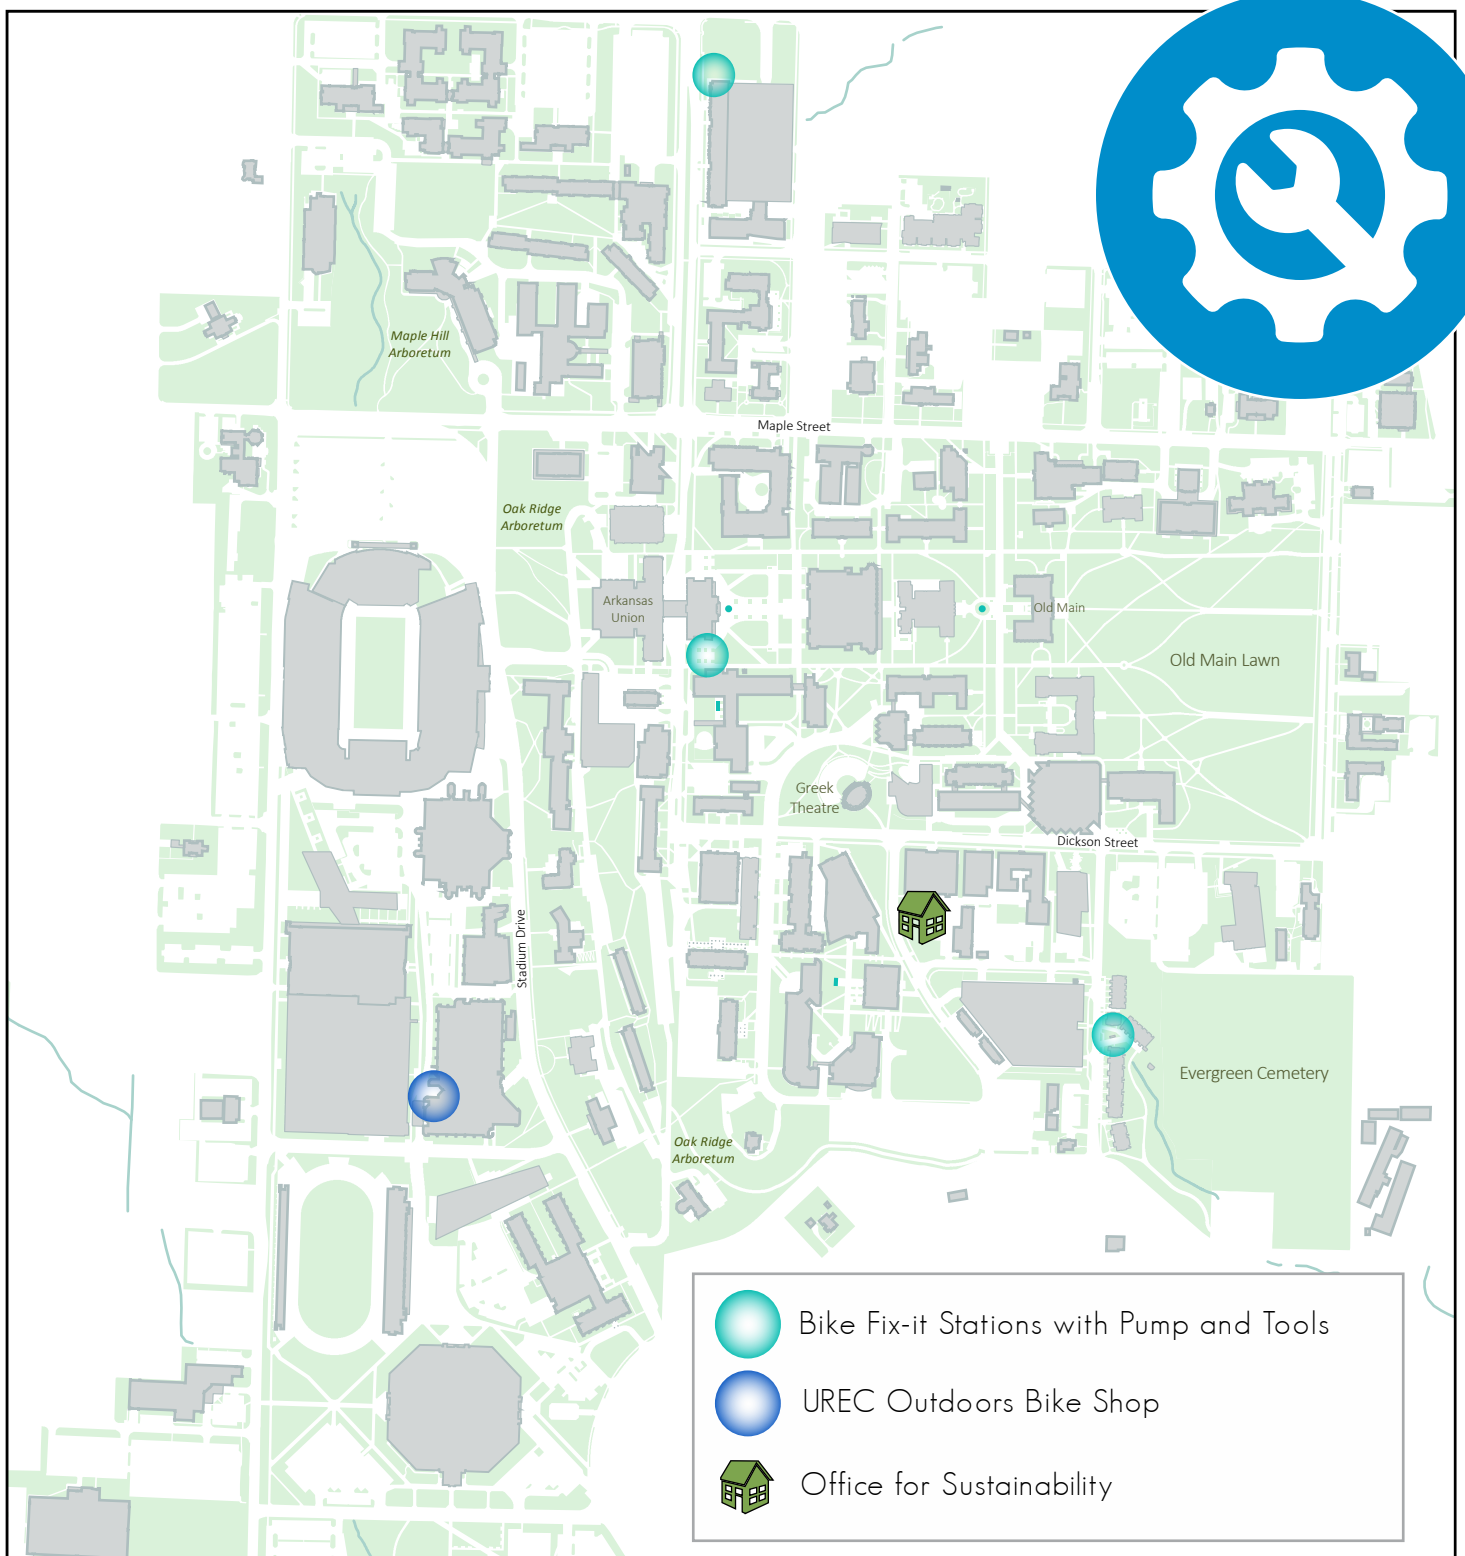 Maple Hill
Arboretum
Maple Street
Oak Ridge
Arboretum
Arkansas
Union
Old Main
Old Main Lawn
Greek
Theatre
Dickson Street
Stadium Drive
Evergreen Cemetery
Oak Ridge
Arboretum
Bike Fix-it Stations with Pump and Tools
UREC Outdoors Bike Shop
Office for Sustainability